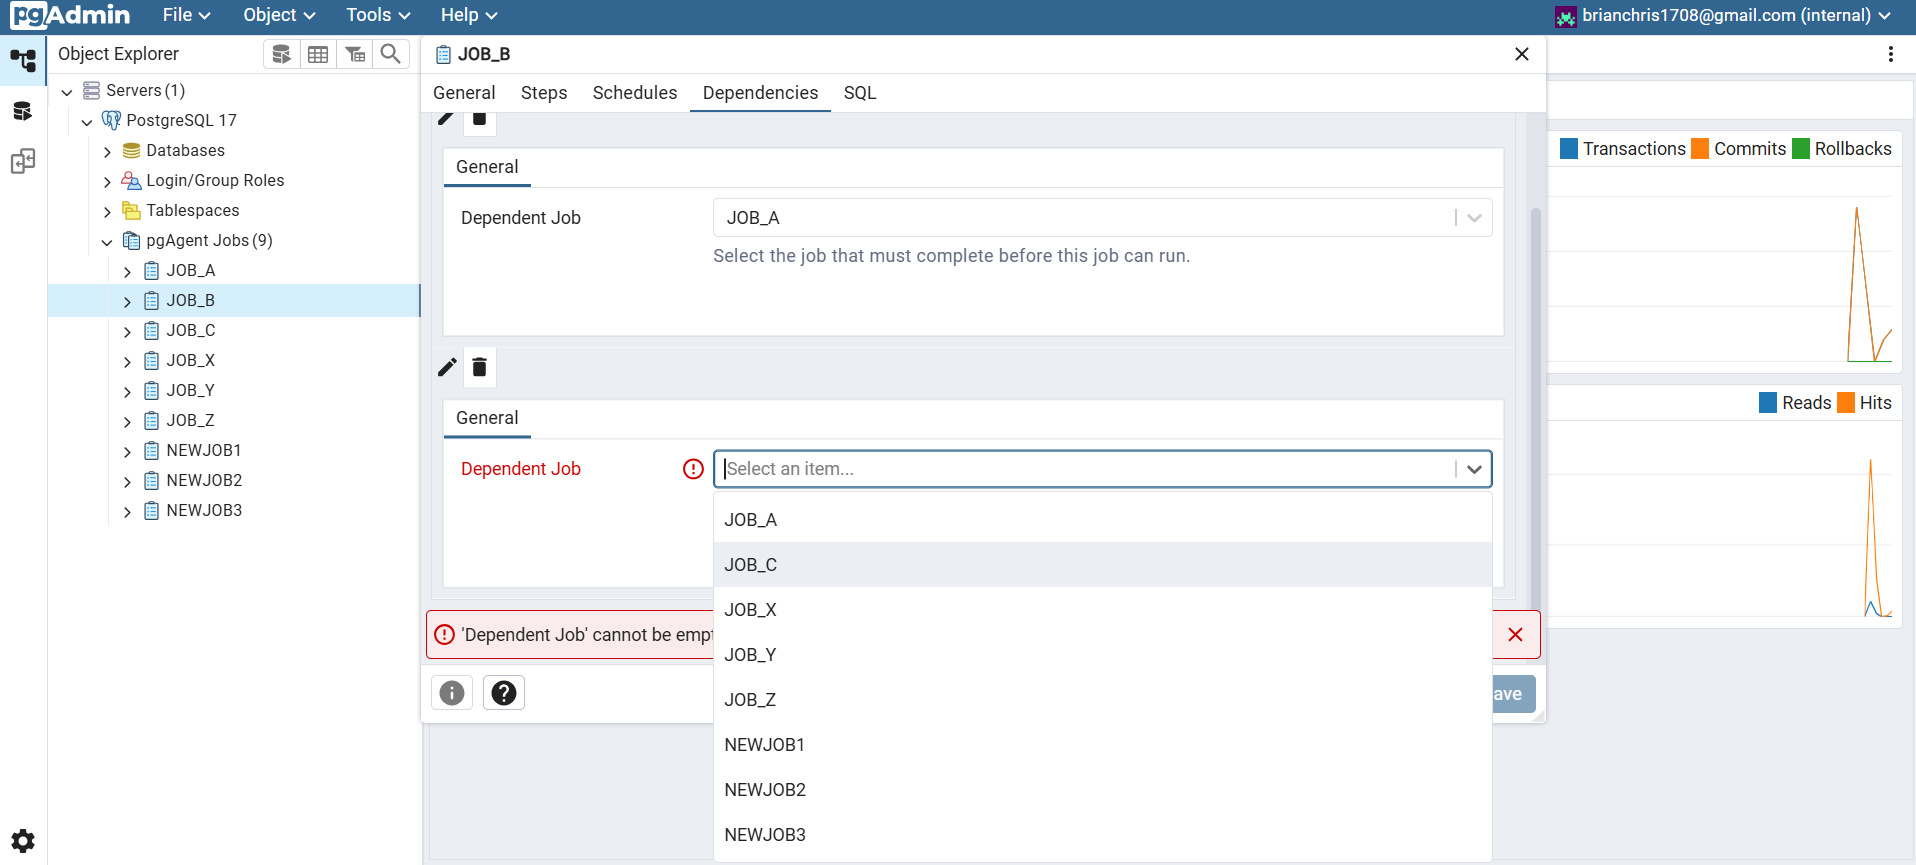 pgAdmin File Object Tools Help brianchris1708@gmail.com (internal)
Object Explorer
Servers (1)
PostgreSQL 17
Databases
Login/Group Roles
Tablespaces
pgAgent Jobs (9)
JOB_A
JOB_B
JOB_C
JOB_X
JOB_Y
JOB_Z
NEWJOB1
NEWJOB2
NEWJOB3
JOB_B
General Steps Schedules Dependencies SQL
General
Dependent Job JOB_A
Select the job that must complete before this job can run.
General
Dependent Job Select an item...
JOB_A
JOB_C
JOB_X
JOB_Y
JOB_Z
NEWJOB1
NEWJOB2
NEWJOB3
'Dependent Job' cannot be empt
ave
Transactions Commits Rollbacks
Reads Hits